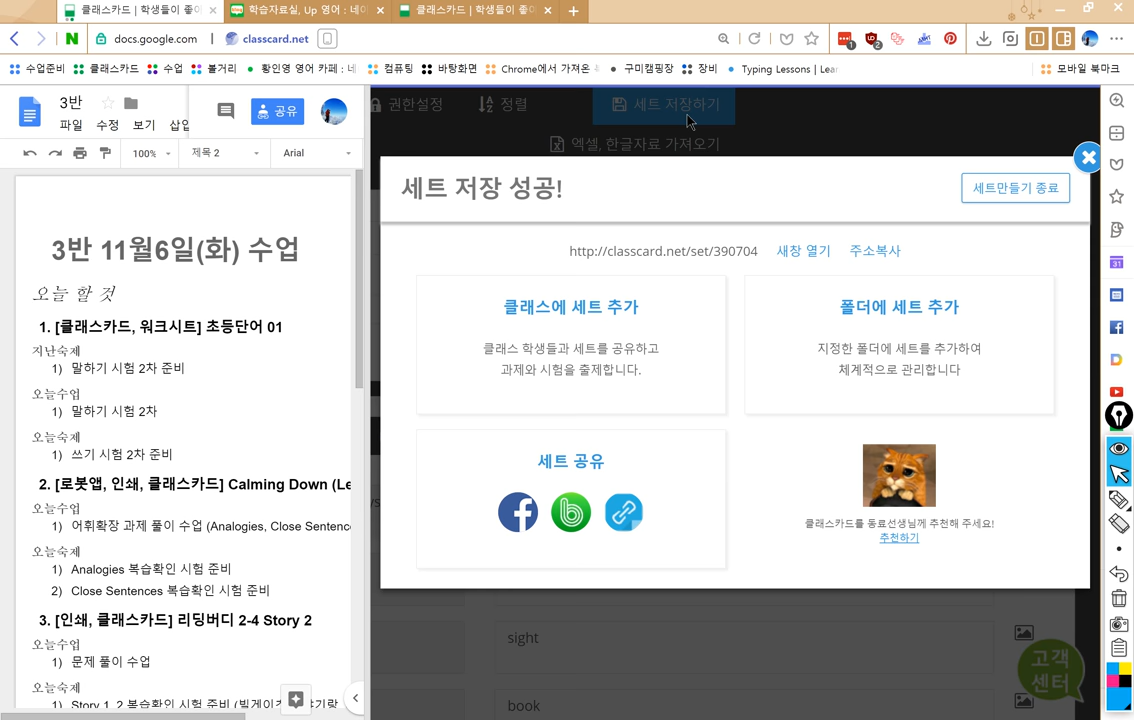 클래스카드 | 학생들이 좋아
학습자료실, Up 영어 : 네이
클래스카드 | 학생들이 좋아
docs.google.com | classcard.net
수업준비 클래스카드 수업 볼거리 황인영 영어 카페 : 네 컴퓨팅 바탕화면 Chrome에서 가져온 구미캠핑장 장비 Typing Lessons | Lear 모바일 북마크
3반
파일 수정 보기 삽입
공유
100% 제목 2 Arial
3반 11월6일(화) 수업
오늘 할 것
1. [클래스카드, 워크시트] 초등단어 01
지난숙제
1) 말하기 시험 2차 준비
오늘수업
1) 말하기 시험 2차
오늘숙제
1) 쓰기 시험 2차 준비
2. [로봇앱, 인쇄, 클래스카드] Calming Down (Le
오늘수업
1) 어휘확장 과제 풀이 수업 (Analogies, Close Sentence
오늘숙제
1) Analogies 복습확인 시험 준비
2) Close Sentences 복습확인 시험 준비
3. [인쇄, 클래스카드] 리딩버디 2-4 Story 2
오늘수업
1) 문제 풀이 수업
오늘숙제
1) Story 1, 2 복습확인 시험 준비
권한설정 정렬 세트 저장하기
엑셀, 한글자료 가져오기
세트 저장 성공!
세트만들기 종료
http://classcard.net/set/390704 새창 열기 주소복사
클래스에 세트 추가
클래스 학생들과 세트를 공유하고
과제와 시험을 출제합니다.
폴더에 세트 추가
지정한 폴더에 세트를 추가하여
체계적으로 관리합니다
세트 공유
클래스카드를 동료선생님께 추천해 주세요!
추천하기
sight
book
고객
센터